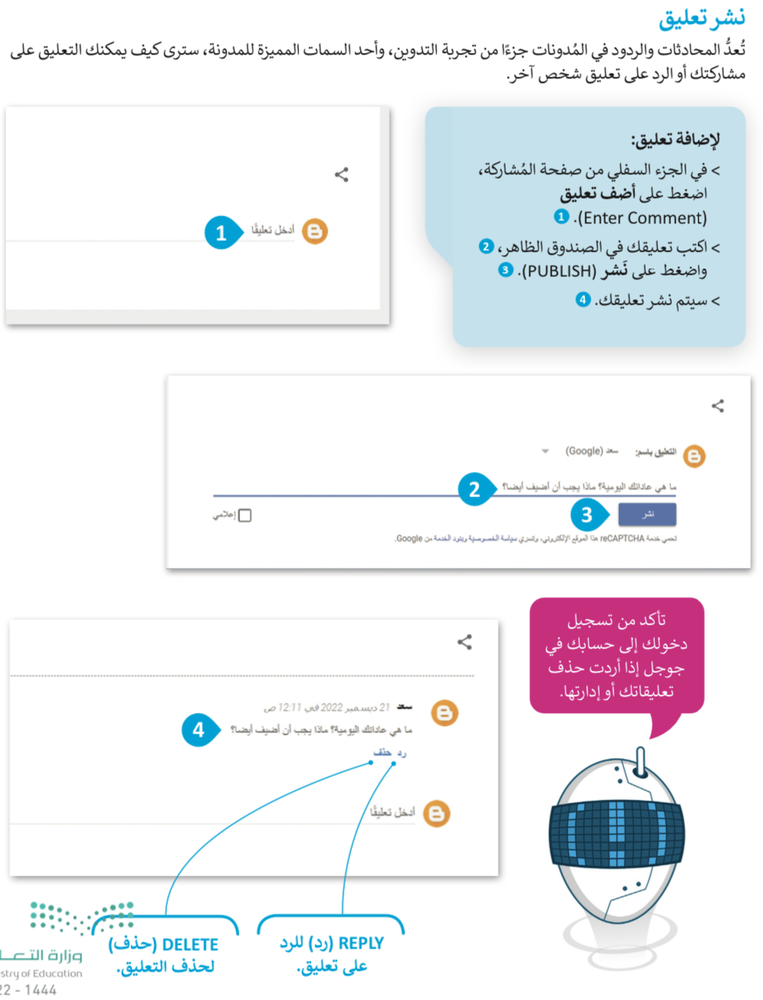 نشر تعليق
تُعدُّ المحادثات والردود في المُدونات جزءًا من تجربة التدوين، وأحد السمات المميزة للمدونة، سترى كيف يمكنك التعليق على
مشاركتك أو الرد على تعليق شخص آخر.
لإضافة تعليق:
> في الجزء السفلي من صفحة المُشاركة،
اضغط على أضف تعليق
(Enter Comment). 1
> اكتب تعليقك في الصندوق الظاهر، 2
واضغط على نَشر (PUBLISH). 3
> سيتم نشر تعليقك. 4
أدخل تعليقًا
1
التعليق باسم: سعد (Google)
ما هي عاداتك اليومية؟ ماذا يجب أن أضيف أيضا؟
2
نشر
3
إعلامي
تحمي خدمة reCAPTCHA هذا الموقع الإلكتروني، وتسري سياسة الخصوصية وبنود الخدمة من Google.
تأكد من تسجيل
دخولك إلى حسابك في
جوجل إذا أردت حذف
تعليقاتك أو إدارتها.
سعد 21 ديسمبر 2022 في 12:11 ص
ما هي عاداتك اليومية؟ ماذا يجب أن أضيف أيضا؟
4
رد حذف
أدخل تعليقًا
REPLY (رد) للرد
على تعليق.
DELETE (حذف)
لحذف التعليق.
وزارة التعـ
stry of Education
22 - 1444